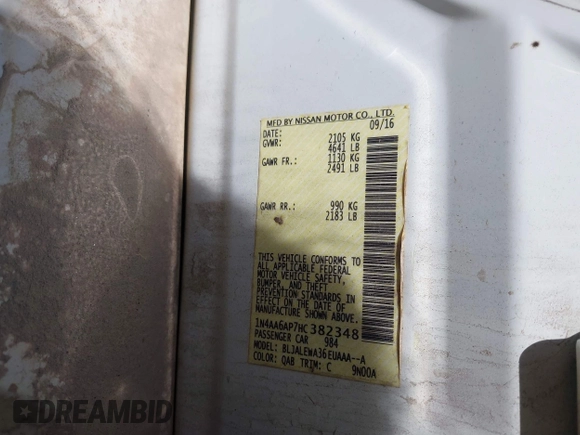 MFD BY NISSAN MOTOR CO., LTD.
DATE: 09/16
GVWR: 2105 KG
4641 LB
GAWR FR.: 1130 KG
2491 LB
GAWR RR.: 990 KG
2183 LB
THIS VEHICLE CONFORMS TO
ALL APPLICABLE FEDERAL
MOTOR VEHICLE SAFETY,
BUMPER, AND THEFT
PREVENTION STANDARDS IN
EFFECT ON THE DATE OF
MANUFACTURE SHOWN ABOVE.
1N4AA6AP7HC382348
PASSENGER CAR 984
MODEL: BLJALEWA36EUAAA--A
COLOR: QAB TRIM: C 9N00A
DREAMBID